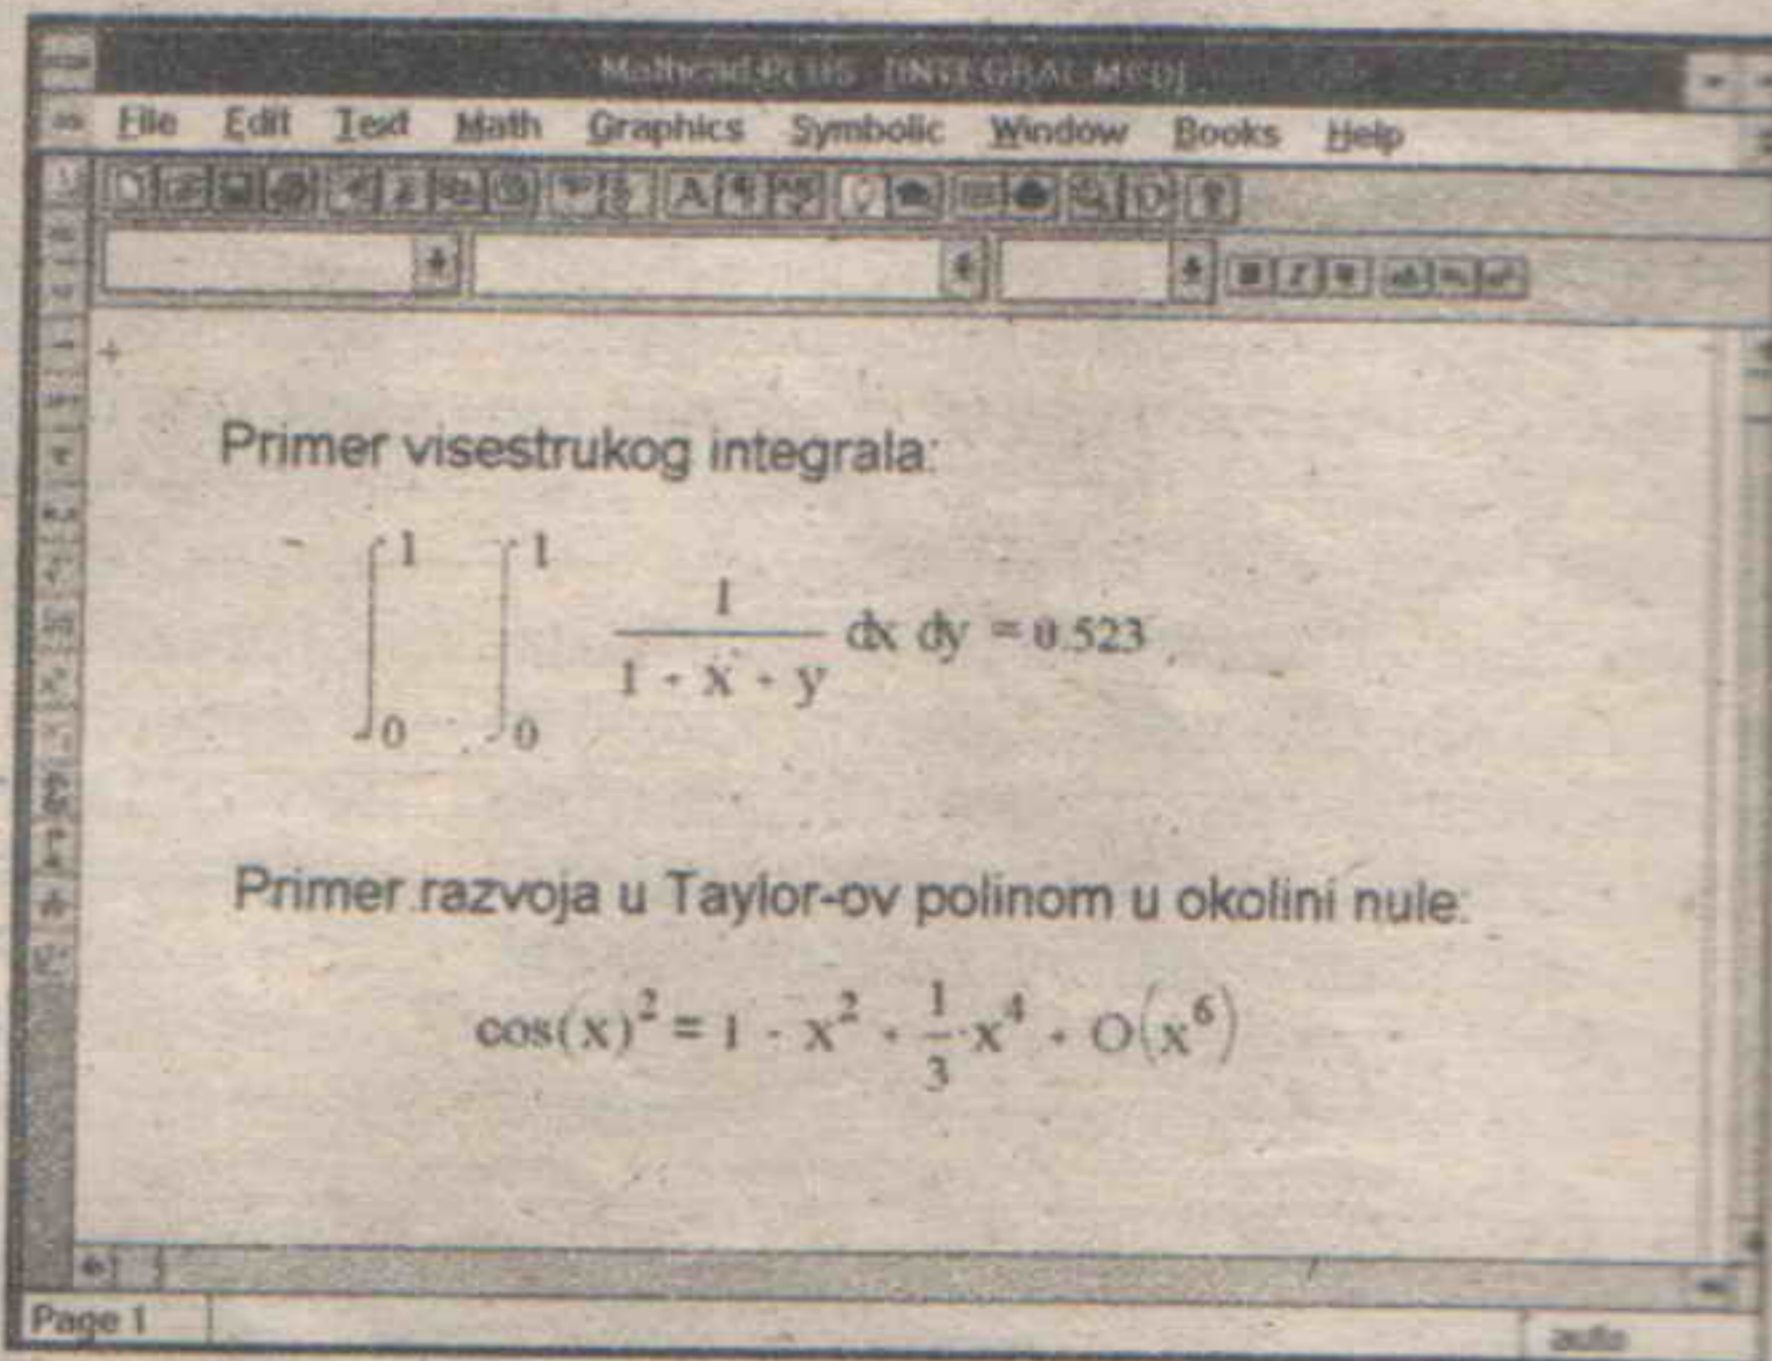 Mathcad PLUS - [INTEGRAL.MCD]
File Edit Text Math Graphics Symbolic Window Books Help
Primer visestrukog integrala:
∫₀¹ ∫₀¹ 1/(1 + x + y) dx dy = 0.523
Primer razvoja u Taylor-ov polinom u okolini nule:
cos(x)² = 1 - x² + 1/3·x⁴ + O(x⁶)
Page 1 auto